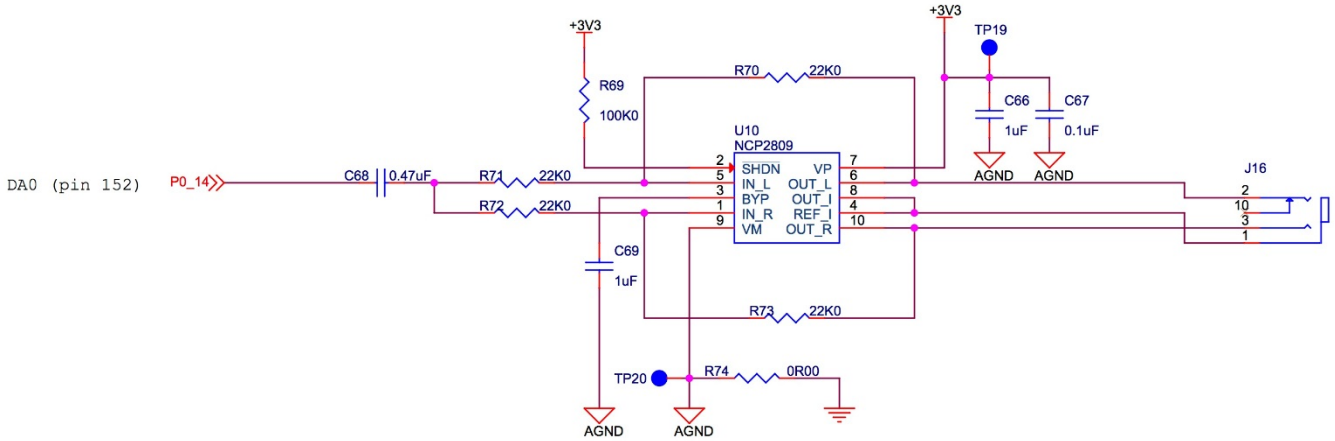 +3V3
+3V3
TP19
R70
22K0
R69
100K0
C66
1uF
C67
0.1uF
AGND
AGND
U10
NCP2809
2
SHDN
VP
7
5
IN_L
OUT_L
6
3
BYP
OUT_I
8
1
IN_R
REF_I
4
9
VM
OUT_R
10
DA0 (pin 152)
P0_14
C68
0.47uF
R71
22K0
R72
22K0
J16
2
10
3
1
C69
1uF
R73
22K0
TP20
R74
0R00
AGND
AGND